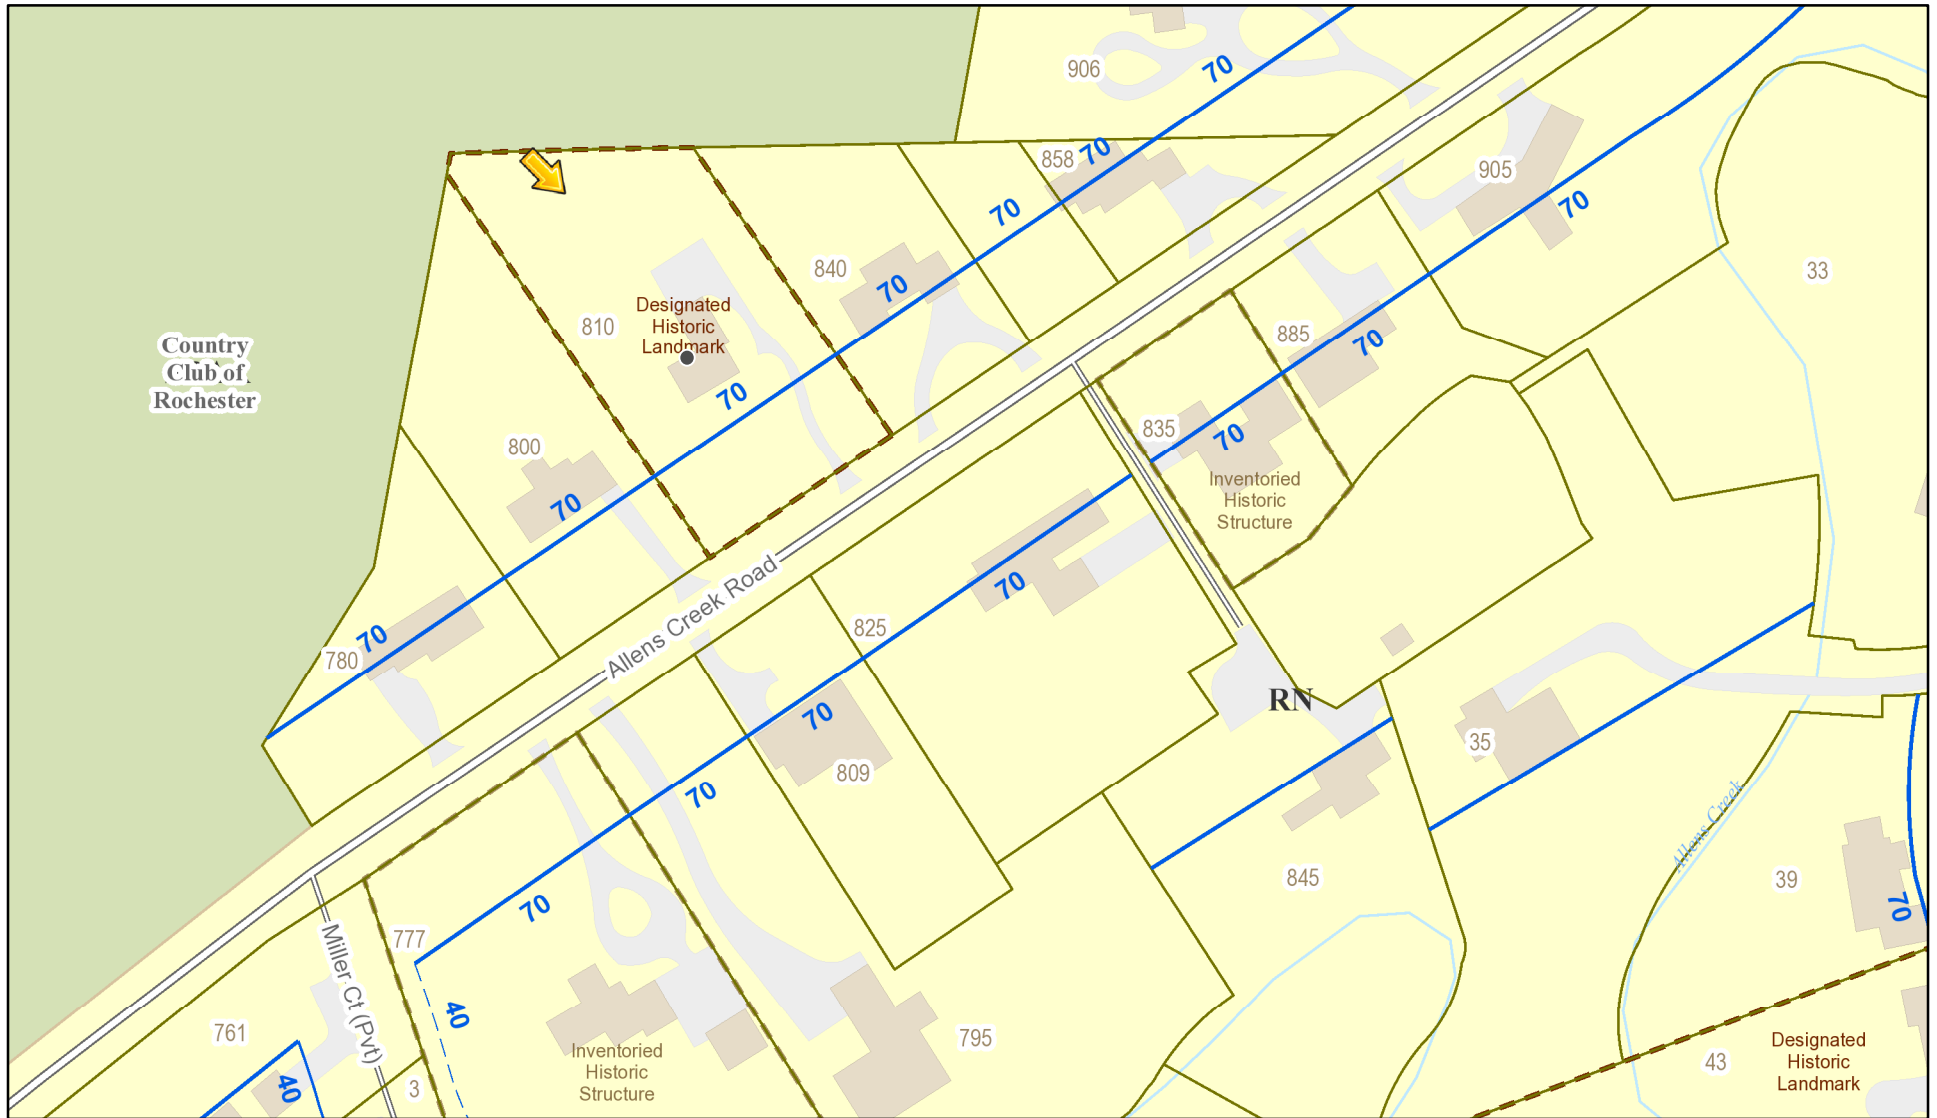 906
70
858
70
905
70
70
33
840
70
810
Designated
Historic
Landmark
885
70
Country
Club of
Rochester
70
800
70
835
70
Inventoried
Historic
Structure
Allens Creek Road
70
825
70
780
RN
70
809
35
70
Allens Creek
845
39
70
70
777
40
Miller Ct (Pvt)
761
795
Inventoried
Historic
Structure
40
3
43
Designated
Historic
Landmark